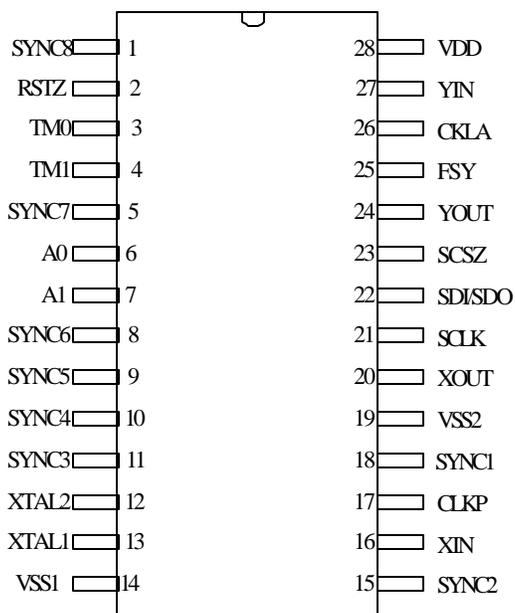 SYNC8 1 28 VDD
RSTZ 2 27 YIN
TM0 3 26 CKLA
TM1 4 25 FSY
SYNC7 5 24 YOUT
A0 6 23 SCSZ
A1 7 22 SDI/SDO
SYNC6 8 21 SCLK
SYNC5 9 20 XOUT
SYNC4 10 19 VSS2
SYNC3 11 18 SYNC1
XTAL2 12 17 CLKP
XTAL1 13 16 XIN
VSS1 14 15 SYNC2